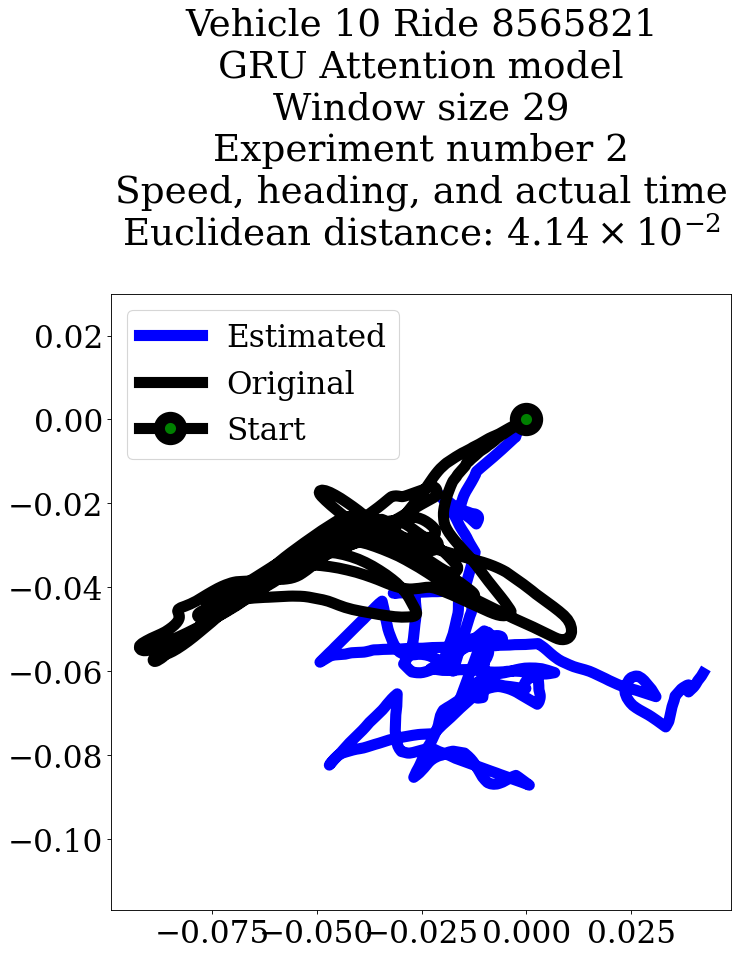 Vehicle 10 Ride 8565821
GRU Attention model
Window size 29
Experiment number 2
Speed, heading, and actual time
Euclidean distance: 4.14 × 10⁻²
Estimated
Original
Start
0.02
0.00
−0.02
−0.04
−0.06
−0.08
−0.10
−0.075
−0.050
−0.025
0.000
0.025